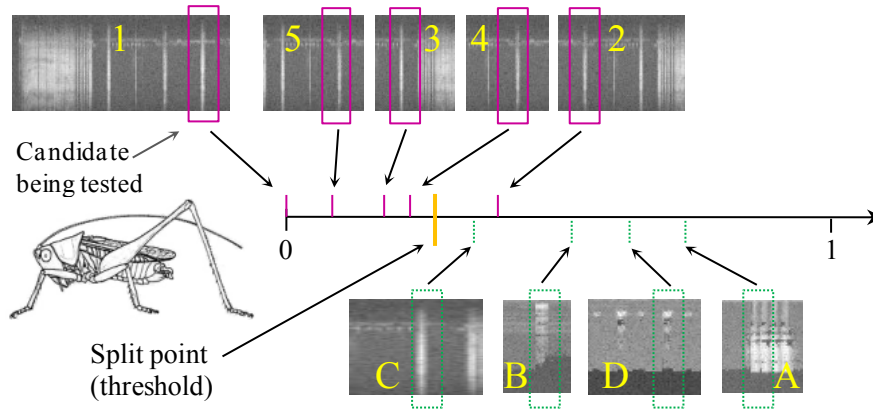 1
5
3
4
2
Candidate
being tested
0
1
Split point
(threshold)
C
B
D
A